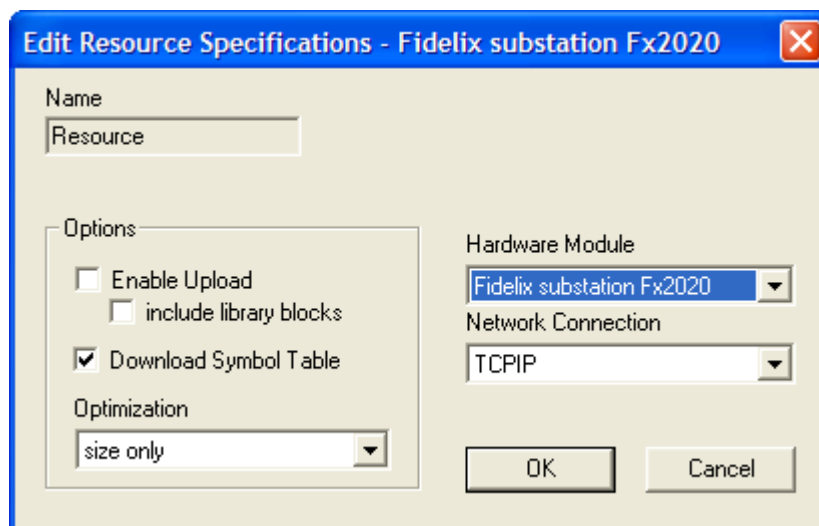 Edit Resource Specifications - Fidelix substation Fx2020
Name
Resource
Options
Enable Upload
include library blocks
Download Symbol Table
Optimization
size only
Hardware Module
Fidelix substation Fx2020
Network Connection
TCPIP
OK
Cancel